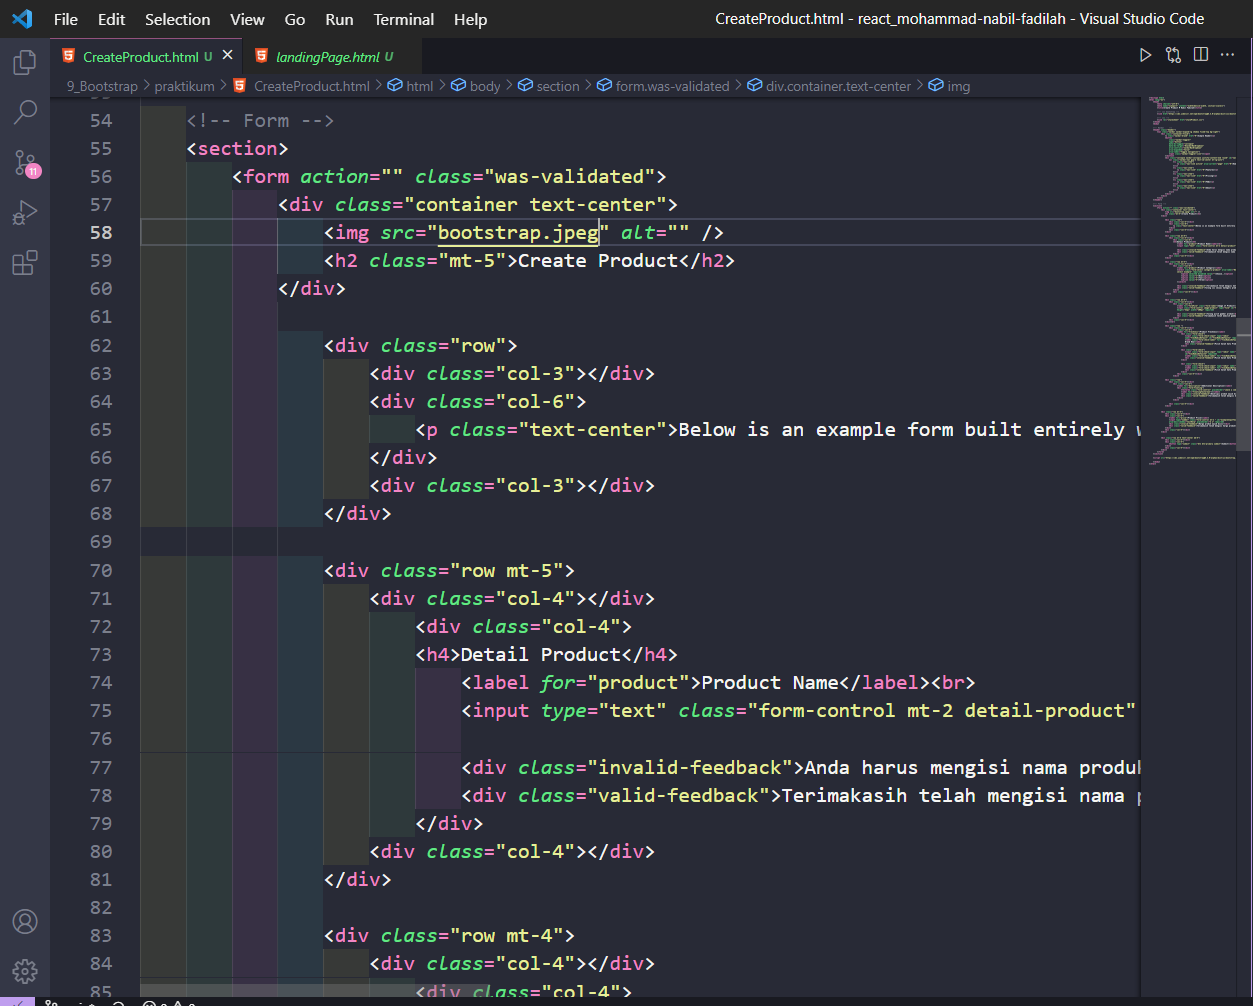 File Edit Selection View Go Run Terminal Help CreateProduct.html - react_mohammad-nabil-fadilah - Visual Studio Code
CreateProduct.html U landingPage.html U
9_Bootstrap > praktikum > CreateProduct.html > html > body > section > form.was-validated > div.container.text-center > img
11
54 <!-- Form -->
55 <section>
56 <form action="" class="was-validated">
57 <div class="container text-center">
58 <img src="bootstrap.jpeg" alt="" />
59 <h2 class="mt-5">Create Product</h2>
60 </div>
61
62 <div class="row">
63 <div class="col-3"></div>
64 <div class="col-6">
65 <p class="text-center">Below is an example form built entirely
66 </div>
67 <div class="col-3"></div>
68 </div>
69
70 <div class="row mt-5">
71 <div class="col-4"></div>
72 <div class="col-4">
73 <h4>Detail Product</h4>
74 <label for="product">Product Name</label><br>
75 <input type="text" class="form-control mt-2 detail-product"
76
77 <div class="invalid-feedback">Anda harus mengisi nama produk
78 <div class="valid-feedback">Terimakasih telah mengisi nama
79 </div>
80 <div class="col-4"></div>
81 </div>
82
83 <div class="row mt-4">
84 <div class="col-4"></div>
85 <div class="col-4">